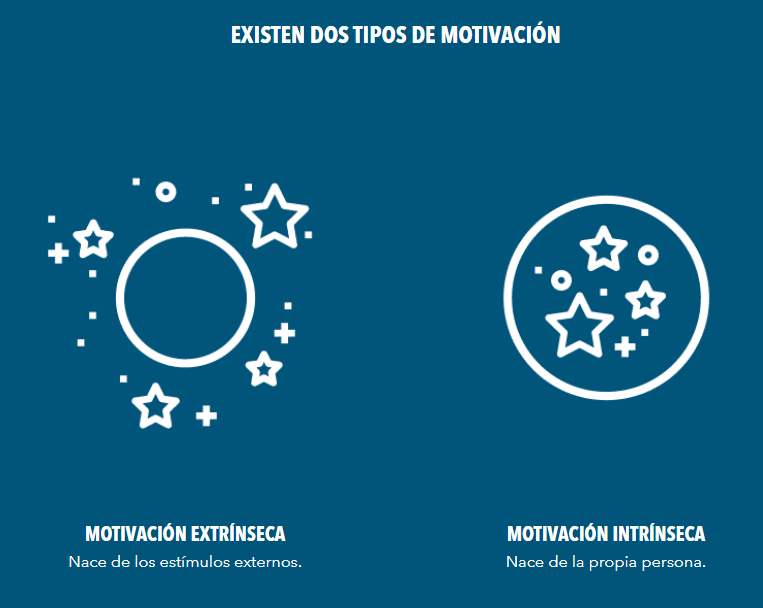 EXISTEN DOS TIPOS DE MOTIVACIÓN
MOTIVACIÓN EXTRÍNSECA
Nace de los estímulos externos.
MOTIVACIÓN INTRÍNSECA
Nace de la propia persona.